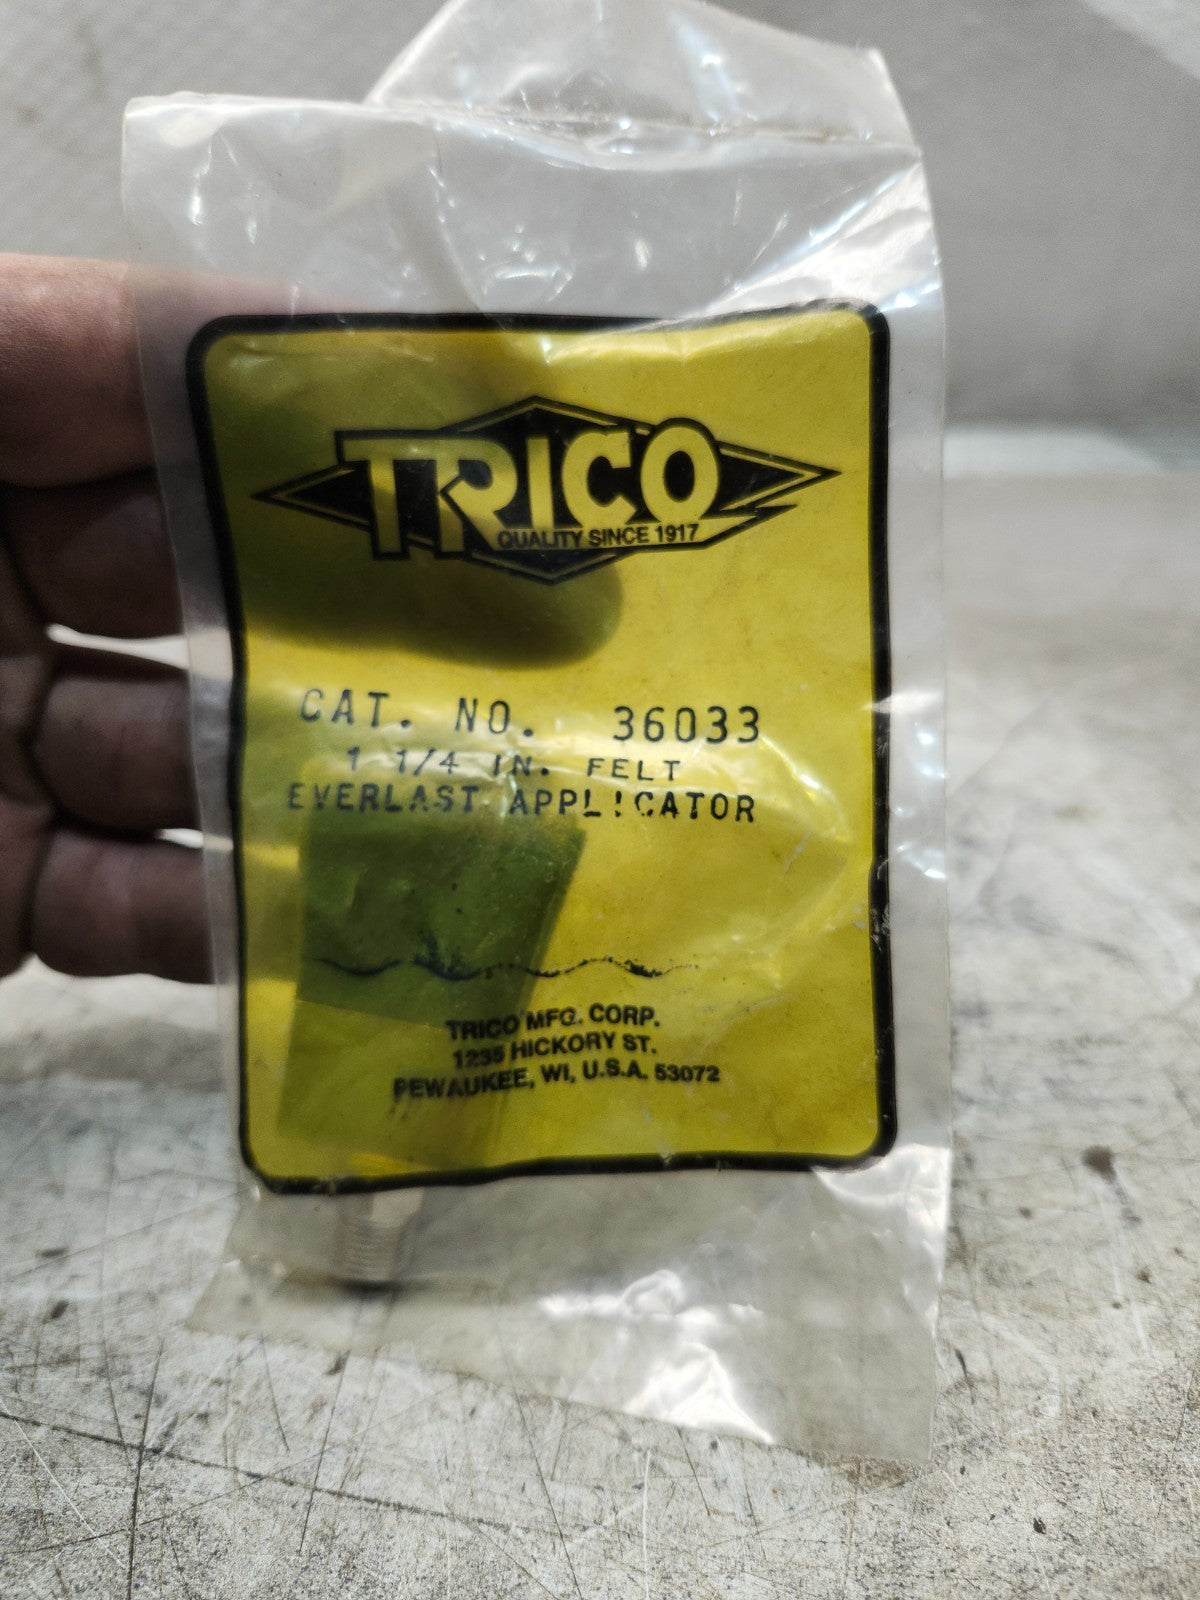 TRICO
QUALITY SINCE 1917
CAT. NO. 36033
1 1/4 IN. FELT
EVERLAST APPLICATOR
TRICO MFG. CORP.
1235 HICKORY ST.
PEWAUKEE, WI, U.S.A. 53072